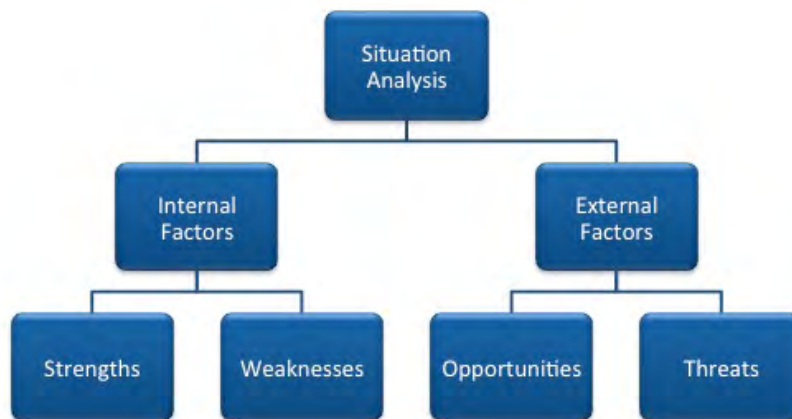 Situation
Analysis
Internal
Factors
External
Factors
Strengths
Weaknesses
Opportunities
Threats